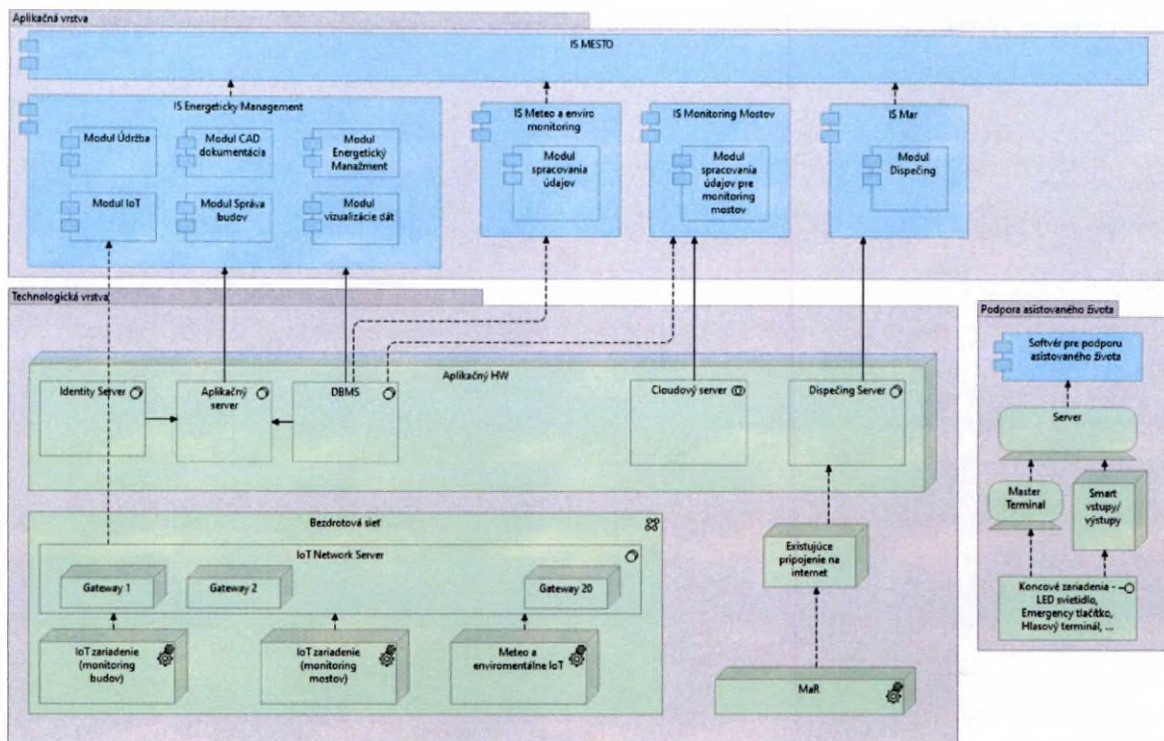 Aplikačná vrstva
IS MESTO
IS Energeticky Management
Modul Údržba
Modul CAD
dokumentácia
Modul
Energetický
Manažment
Modul IoT
Modul Správa
budov
Modul
vizualizácie dát
IS Meteo a enviro
monitoring
Modul
spracovania
údajov
IS Monitoring Mostov
Modul
spracovania
údajov pre
monitoring
mostov
IS Mar
Modul
Dispečing
Technologická vrstva
Aplikačný HW
Identity Server
Aplikačný
server
DBMS
Cloudový server
Dispečing Server
Bezdrotová sieť
IoT Network Server
Gateway 1
Gateway 2
Gateway 20
IoT zariadenie
(monitoring
budov)
IoT zariadenie
(monitoring
mostov)
Meteo a
enviromentálne IoT
Existujúce
pripojenie na
internet
MaR
Podpora asistovaného života
Softvér pre podporu
asistovaného života
Server
Master
Terminal
Smart
vstupy/
výstupy
Koncové zariadenia -
LED svietidlo,
Emergency tlačítko,
Hlasový terminál, ...